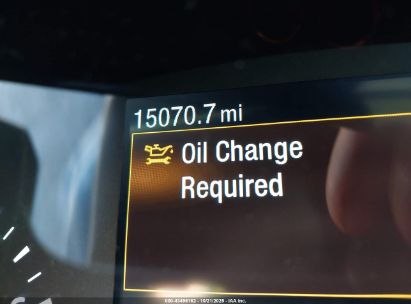 15070.7 mi
Oil Change
Required